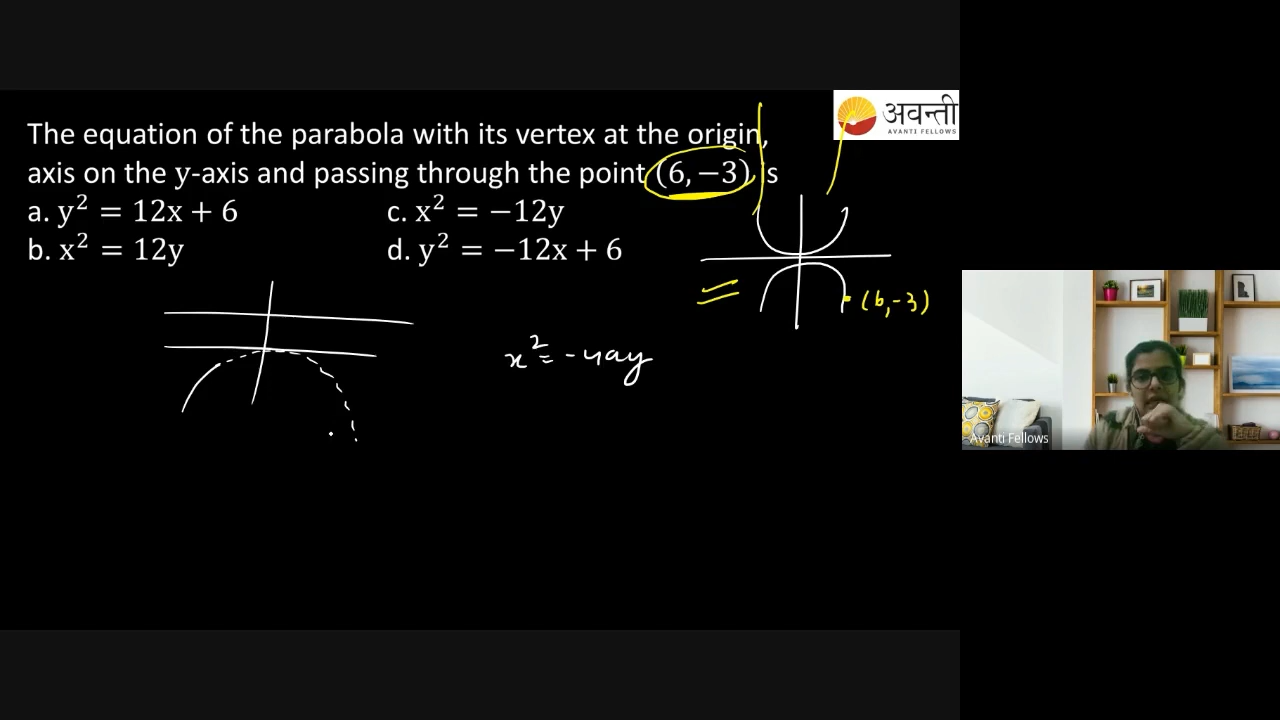 अवन्ती
AVANTI FELLOWS
The equation of the parabola with its vertex at the origin,
axis on the y-axis and passing through the point (6, −3), is
a. y² = 12x + 6
c. x² = −12y
b. x² = 12y
d. y² = −12x + 6
(6,-3)
x² = -4ay
Avanti Fellows